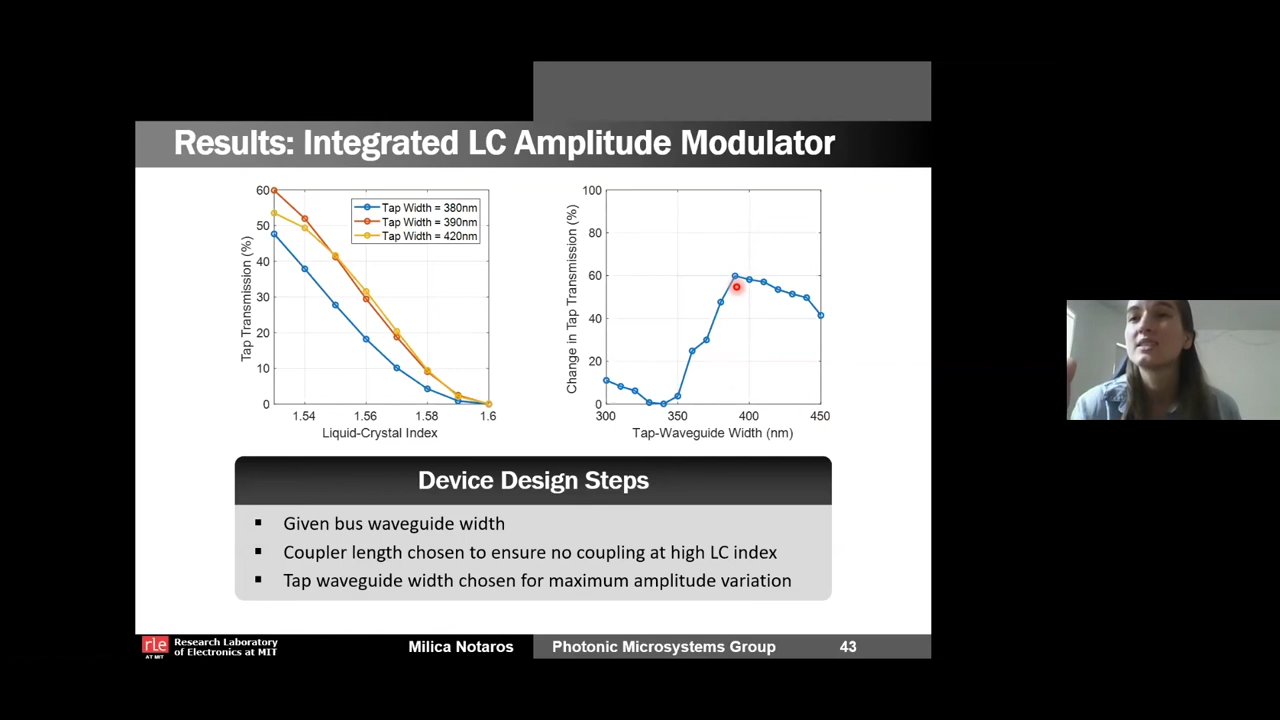 Results: Integrated LC Amplitude Modulator
Tap Transmission (%)
60
50
40
30
20
10
0
Tap Width = 380nm
Tap Width = 390nm
Tap Width = 420nm
1.54
1.56
1.58
1.6
Liquid-Crystal Index
Change in Tap Transmission (%)
100
80
60
40
20
0
300
350
400
450
Tap-Waveguide Width (nm)
Device Design Steps
▪ Given bus waveguide width
▪ Coupler length chosen to ensure no coupling at high LC index
▪ Tap waveguide width chosen for maximum amplitude variation
rle
AT MIT
Research Laboratory
of Electronics at MIT
Milica Notaros
Photonic Microsystems Group
43